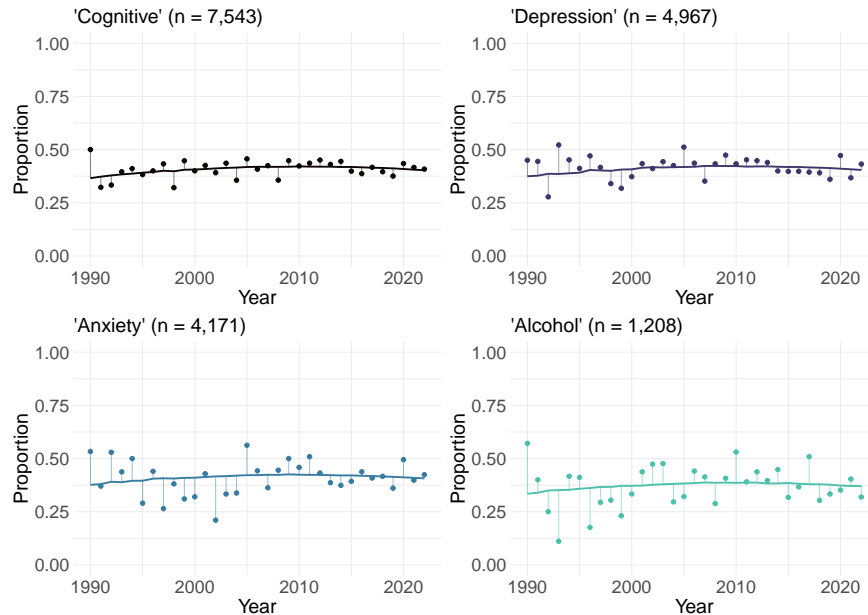 'Cognitive' (n = 7,543)
1.00
0.75
0.50
0.25
0.00
Proportion
1990 2000 2010 2020
Year
'Depression' (n = 4,967)
1.00
0.75
0.50
0.25
0.00
Proportion
1990 2000 2010 2020
Year
'Anxiety' (n = 4,171)
1.00
0.75
0.50
0.25
0.00
Proportion
1990 2000 2010 2020
Year
'Alcohol' (n = 1,208)
1.00
0.75
0.50
0.25
0.00
Proportion
1990 2000 2010 2020
Year